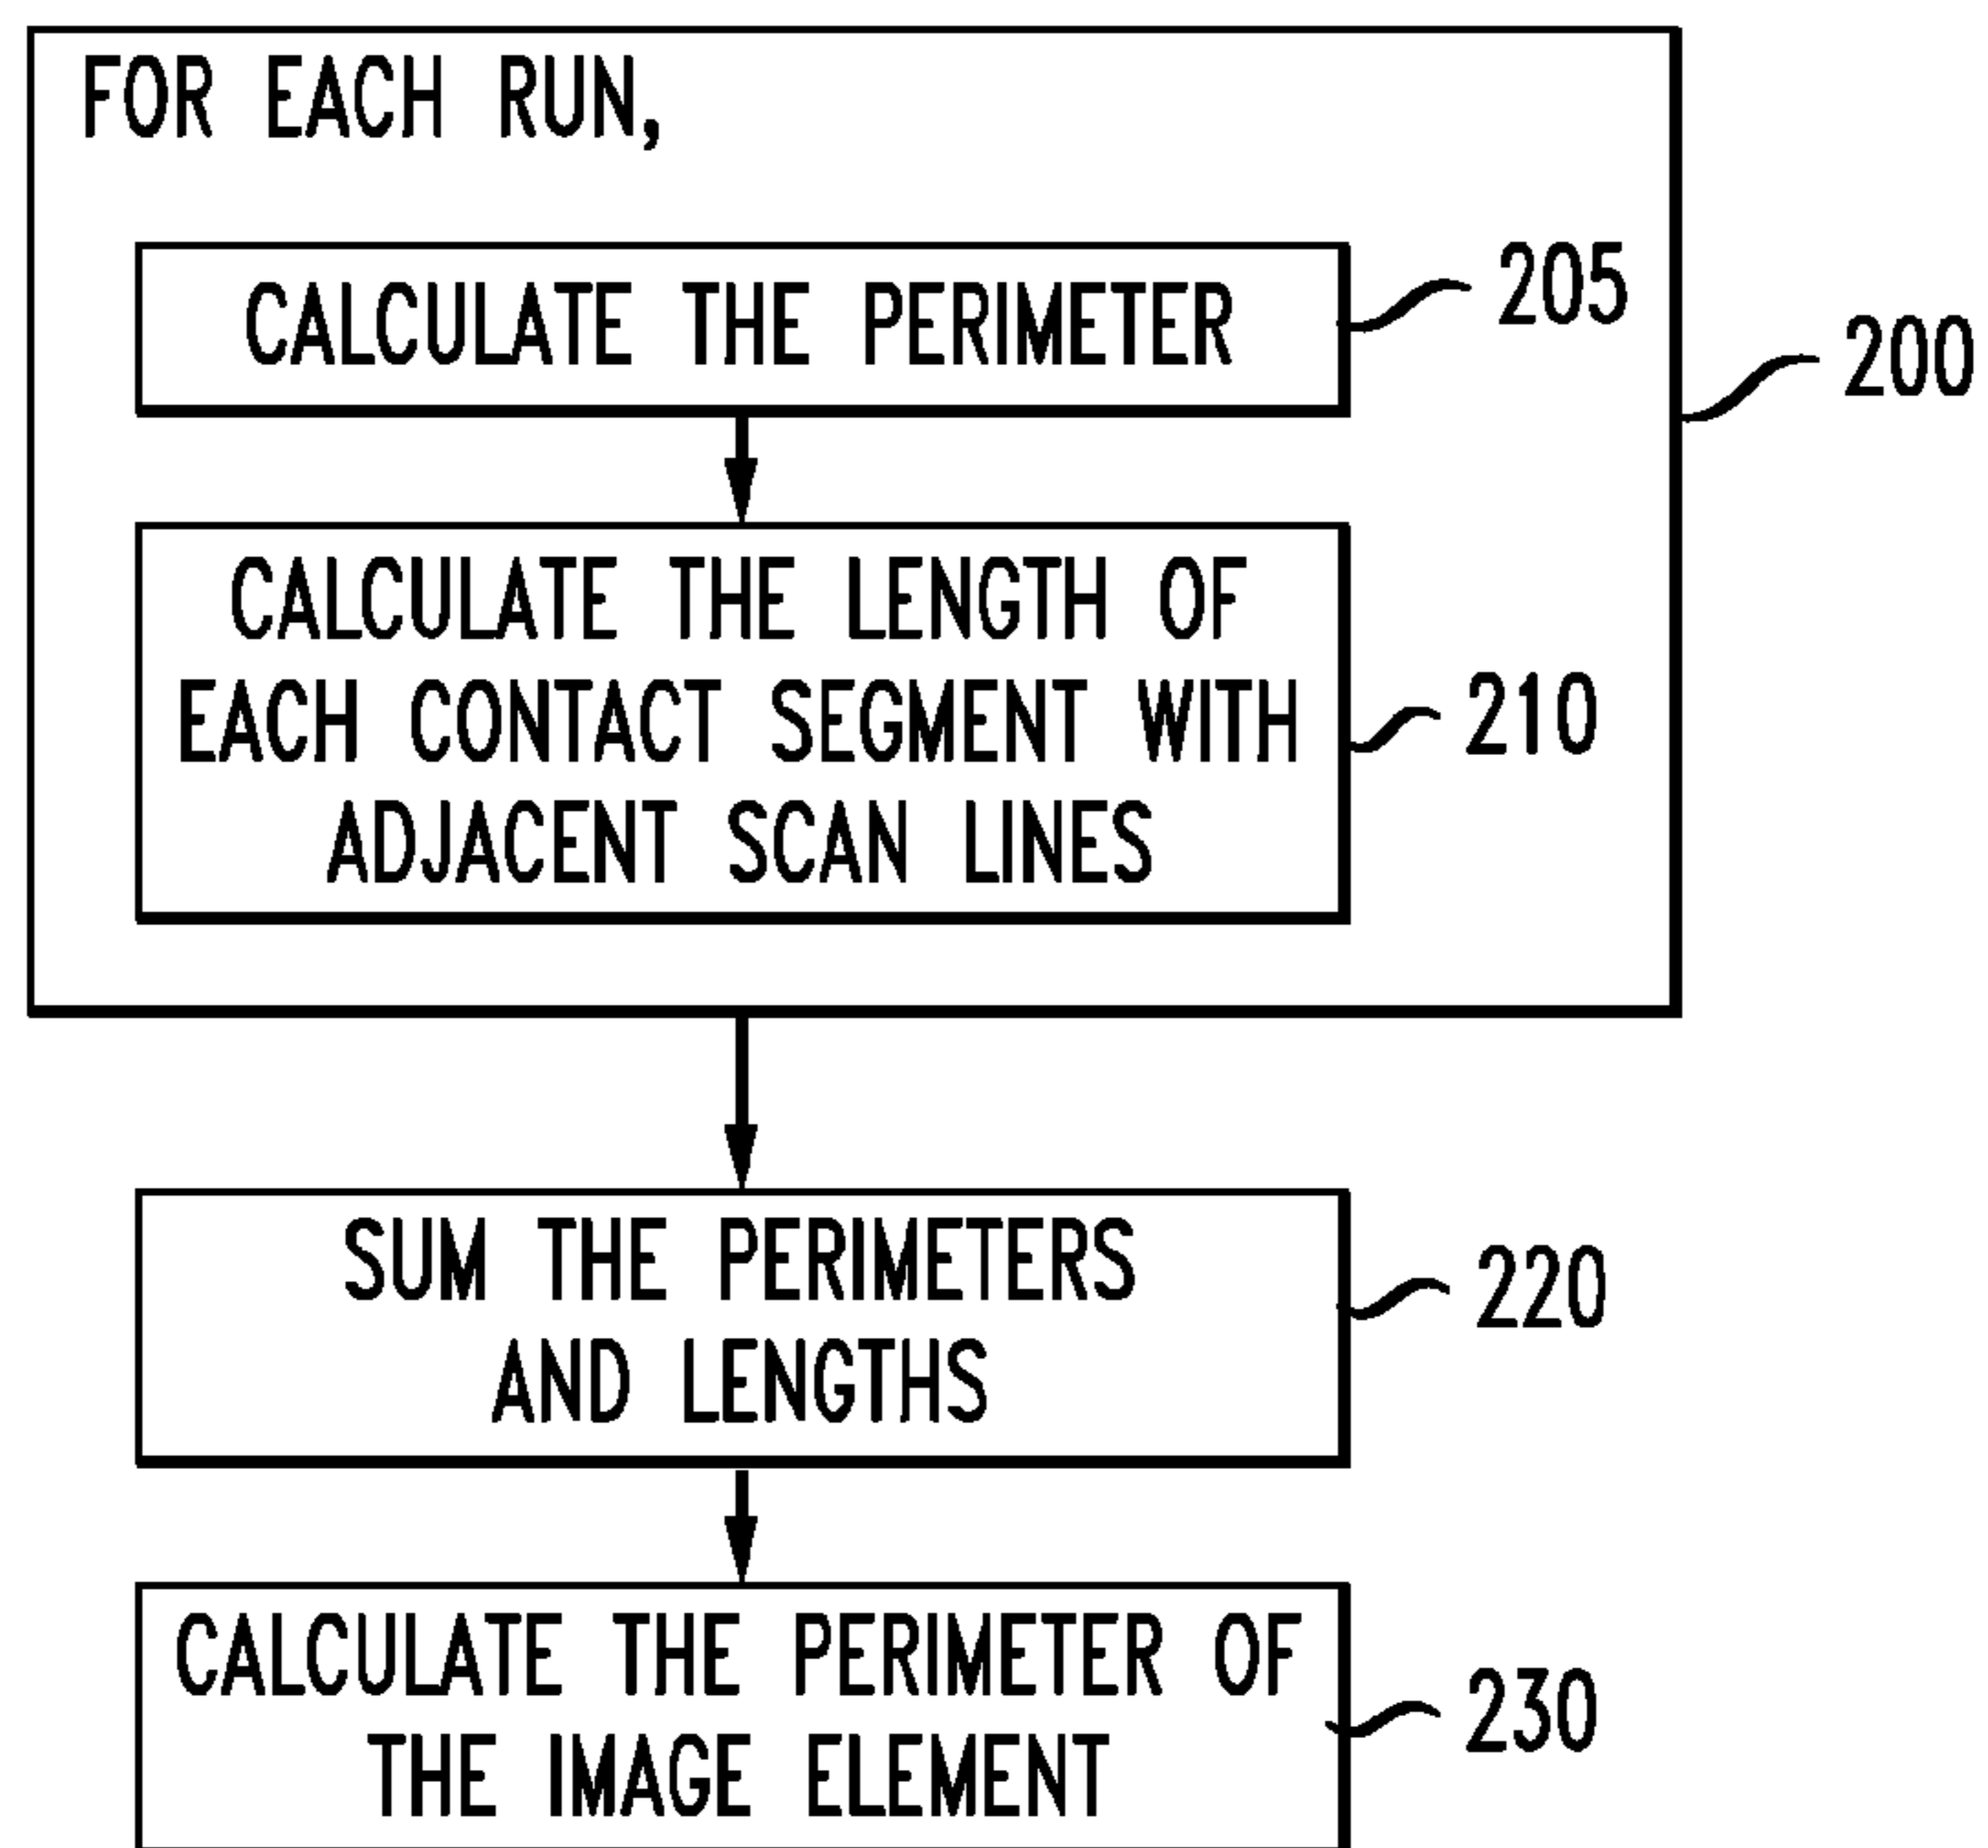 FOR EACH RUN,
CALCULATE THE PERIMETER
205
200
CALCULATE THE LENGTH OF
EACH CONTACT SEGMENT WITH
ADJACENT SCAN LINES
210
SUM THE PERIMETERS
AND LENGTHS
220
CALCULATE THE PERIMETER OF
THE IMAGE ELEMENT
230